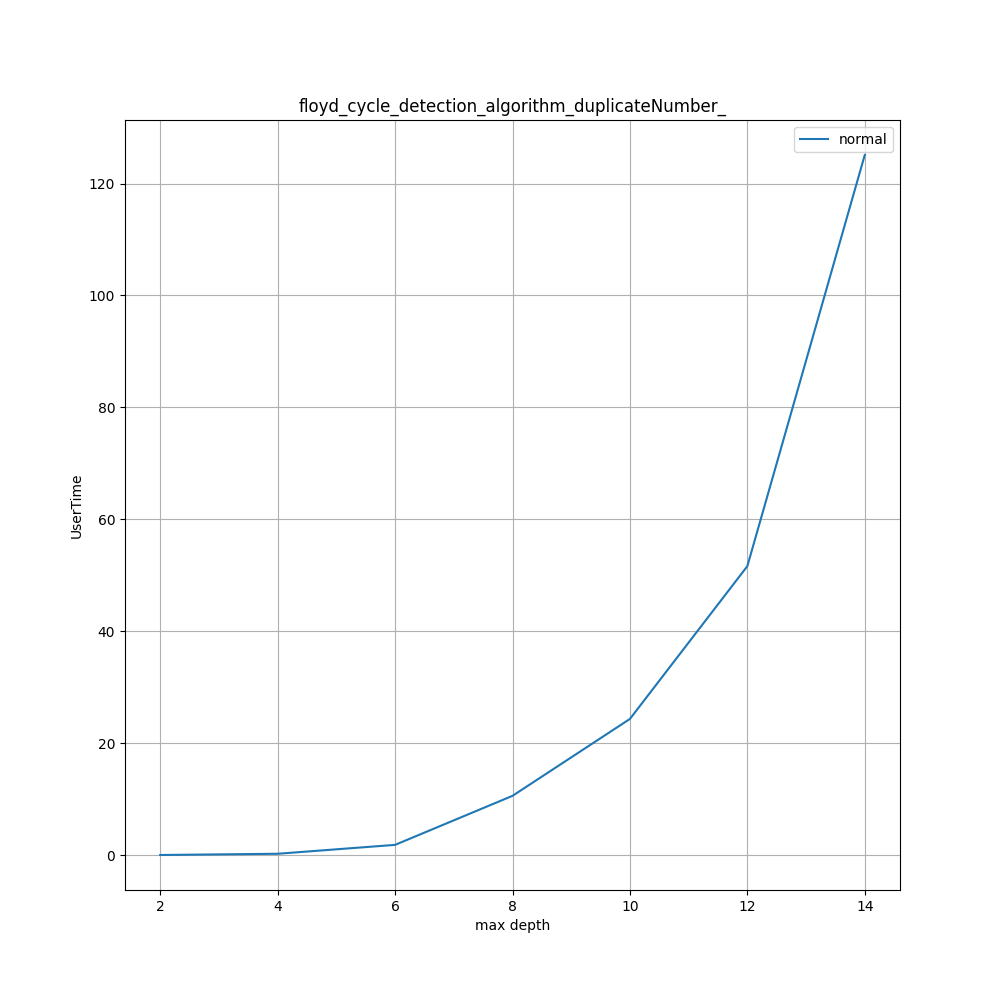 floyd_cycle_detection_algorithm_duplicateNumber_
normal
120
100
80
60
40
20
0
UserTime
2 4 6 8 10 12 14
max depth